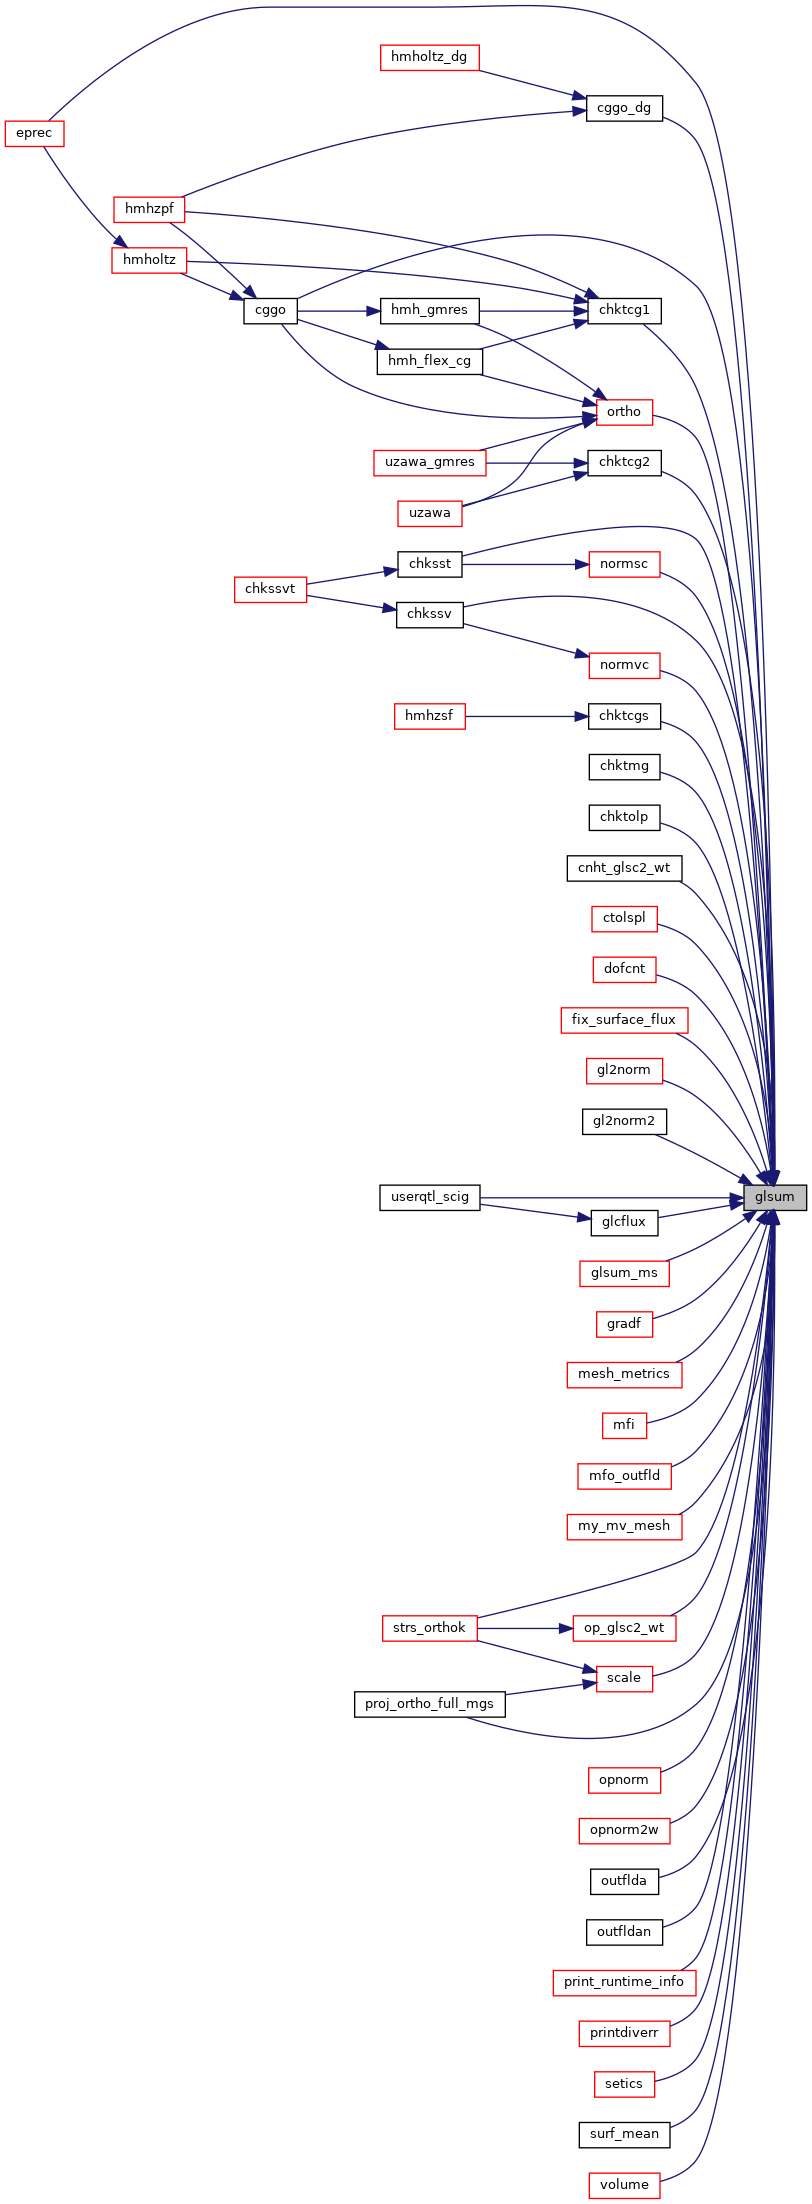 hmholtz_dg
cggo_dg
eprec
hmhzpf
hmholtz
cggo
hmh_gmres
chktcg1
hmh_flex_cg
ortho
uzawa_gmres
chktcg2
uzawa
chksst
normsc
chkssvt
chkssv
normvc
hmhzsf
chktcgs
chktmg
chktolp
cnht_glsc2_wt
ctolspl
dofcnt
fix_surface_flux
gl2norm
gl2norm2
userqtl_scig
glsum
glcflux
glsum_ms
gradf
mesh_metrics
mfi
mfo_outfld
my_mv_mesh
strs_orthok
op_glsc2_wt
scale
proj_ortho_full_mgs
opnorm
opnorm2w
outflda
outfldan
print_runtime_info
printdiverr
setics
surf_mean
volume